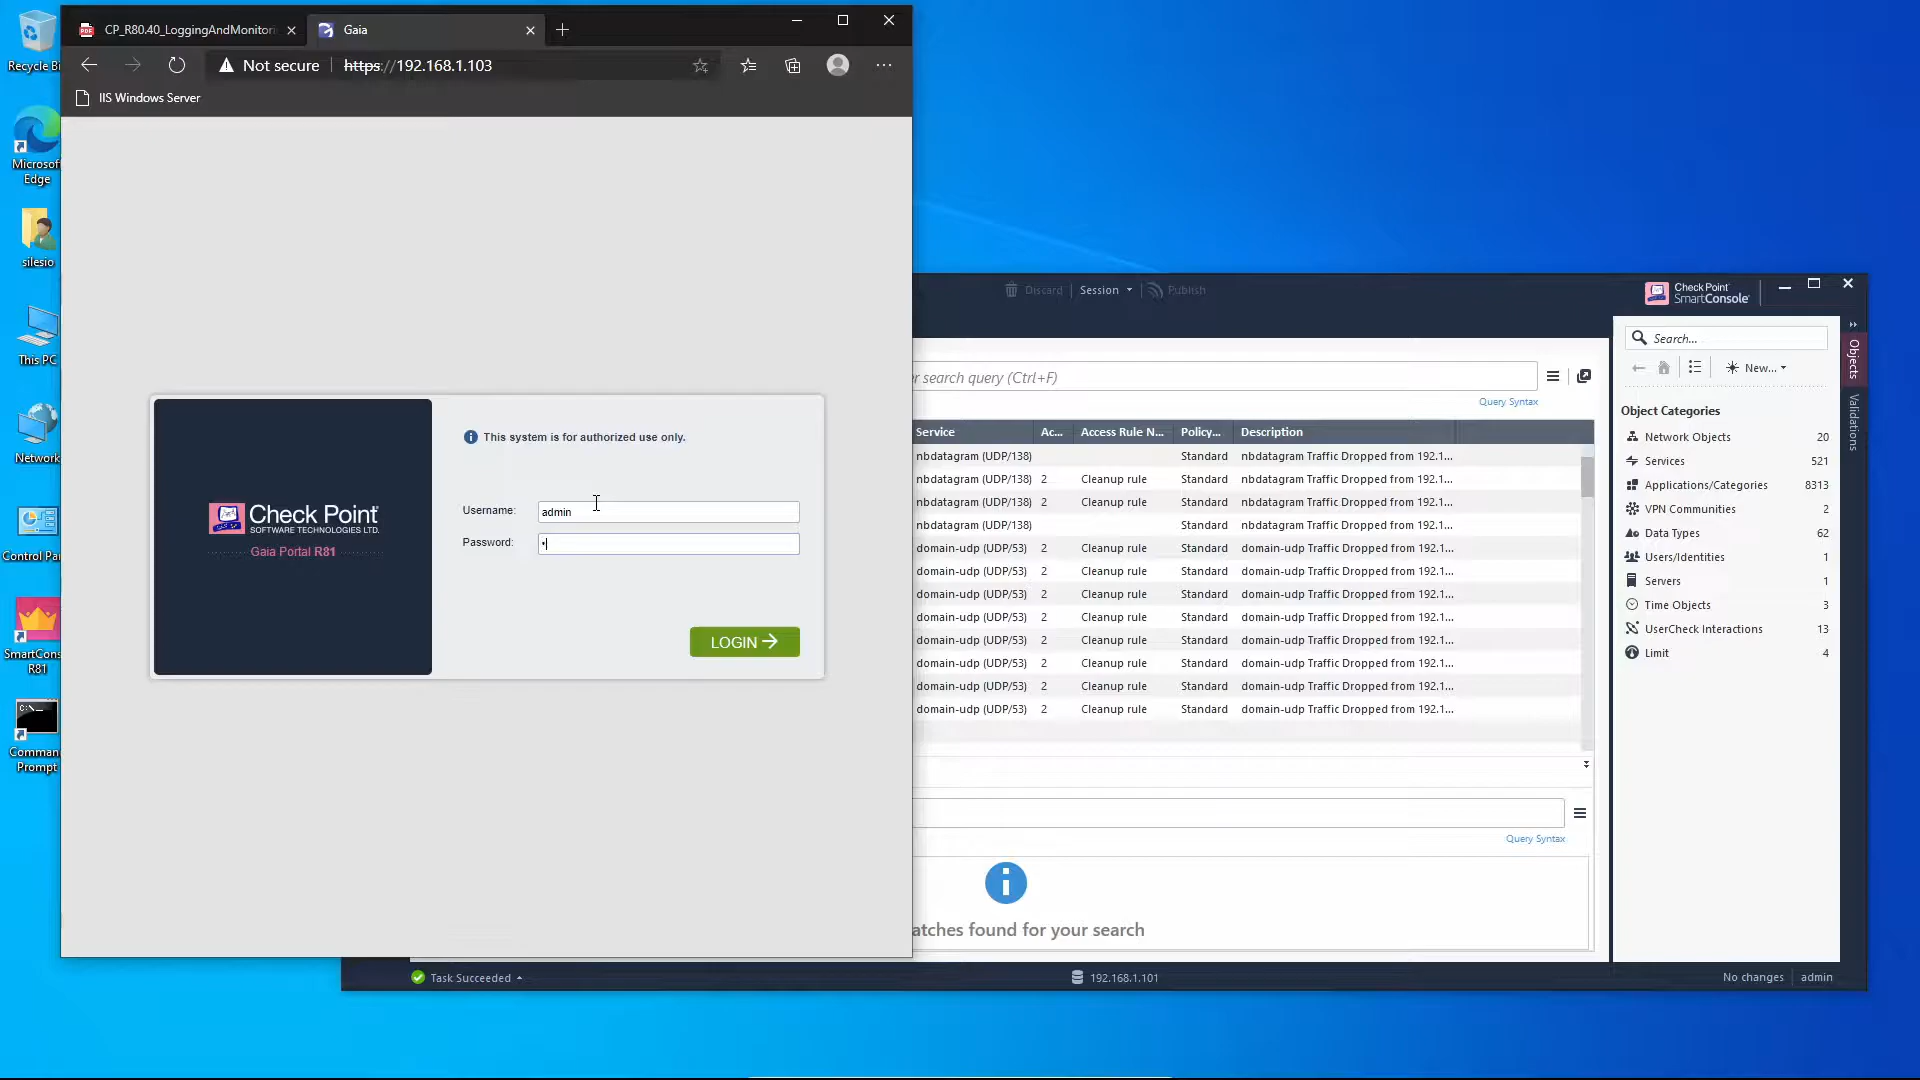 Recycle Bi
Microsof
Edge
silesio
This PC
Network
Control Pan
SmartCons
R81
Comman
Prompt
CP_R80.40_LoggingAndMonitori
Gaia
Not secure
https://192.168.1.103
IIS Windows Server
This system is for authorized use only.
Check Point
SOFTWARE TECHNOLOGIES LTD.
Gaia Portal R81
Username:
admin
Password:
LOGIN
Discard
Session
Publish
Check Point
SmartConsole
r search query (Ctrl+F)
Query Syntax
Service Ac... Access Rule N... Policy... Description
nbdatagram (UDP/138) Standard nbdatagram Traffic Dropped from 192.1...
nbdatagram (UDP/138) 2 Cleanup rule Standard nbdatagram Traffic Dropped from 192.1...
nbdatagram (UDP/138) 2 Cleanup rule Standard nbdatagram Traffic Dropped from 192.1...
nbdatagram (UDP/138) Standard nbdatagram Traffic Dropped from 192.1...
domain-udp (UDP/53) 2 Cleanup rule Standard domain-udp Traffic Dropped from 192.1...
domain-udp (UDP/53) 2 Cleanup rule Standard domain-udp Traffic Dropped from 192.1...
domain-udp (UDP/53) 2 Cleanup rule Standard domain-udp Traffic Dropped from 192.1...
domain-udp (UDP/53) 2 Cleanup rule Standard domain-udp Traffic Dropped from 192.1...
domain-udp (UDP/53) 2 Cleanup rule Standard domain-udp Traffic Dropped from 192.1...
domain-udp (UDP/53) 2 Cleanup rule Standard domain-udp Traffic Dropped from 192.1...
domain-udp (UDP/53) 2 Cleanup rule Standard domain-udp Traffic Dropped from 192.1...
domain-udp (UDP/53) 2 Cleanup rule Standard domain-udp Traffic Dropped from 192.1...
Query Syntax
atches found for your search
Search...
New...
Object Categories
Network Objects 20
Services 521
Applications/Categories 8313
VPN Communities 2
Data Types 62
Users/Identities 1
Servers 1
Time Objects 3
UserCheck Interactions 13
Limit 4
Objects
Validations
Task Succeeded
192.168.1.101
No changes
admin